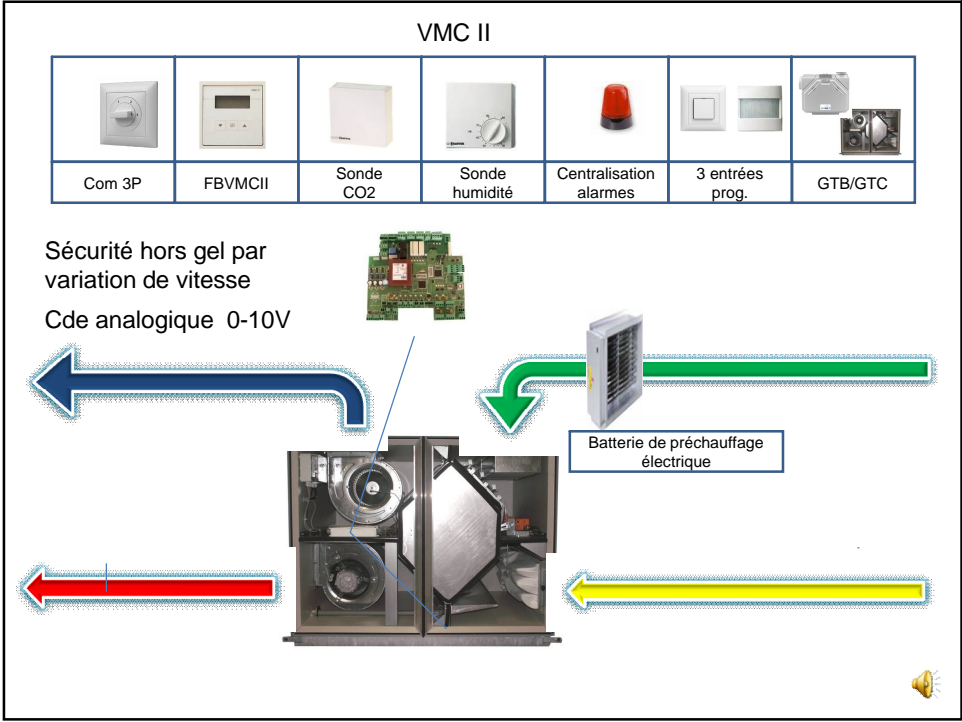 VMC II
Com 3P
FBVMCII
Sonde
CO2
Sonde
humidité
Centralisation
alarmes
3 entrées
prog.
GTB/GTC
Sécurité hors gel par
variation de vitesse
Cde analogique 0-10V
Batterie de préchauffage
électrique